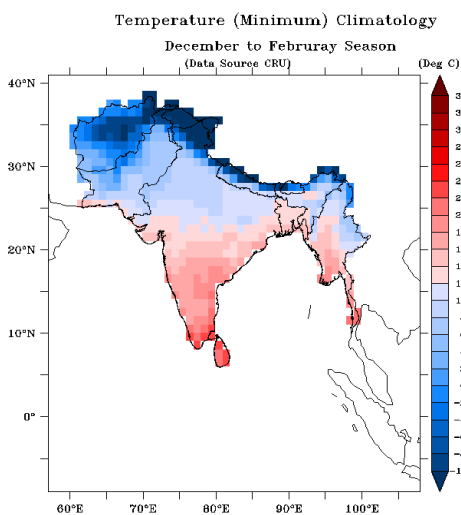 Temperature (Minimum) Climatology
December to Februray Season
(Data Source CRU)
(Deg C)
40°N
30°N
20°N
10°N
0°
60°E
70°E
80°E
90°E
100°E